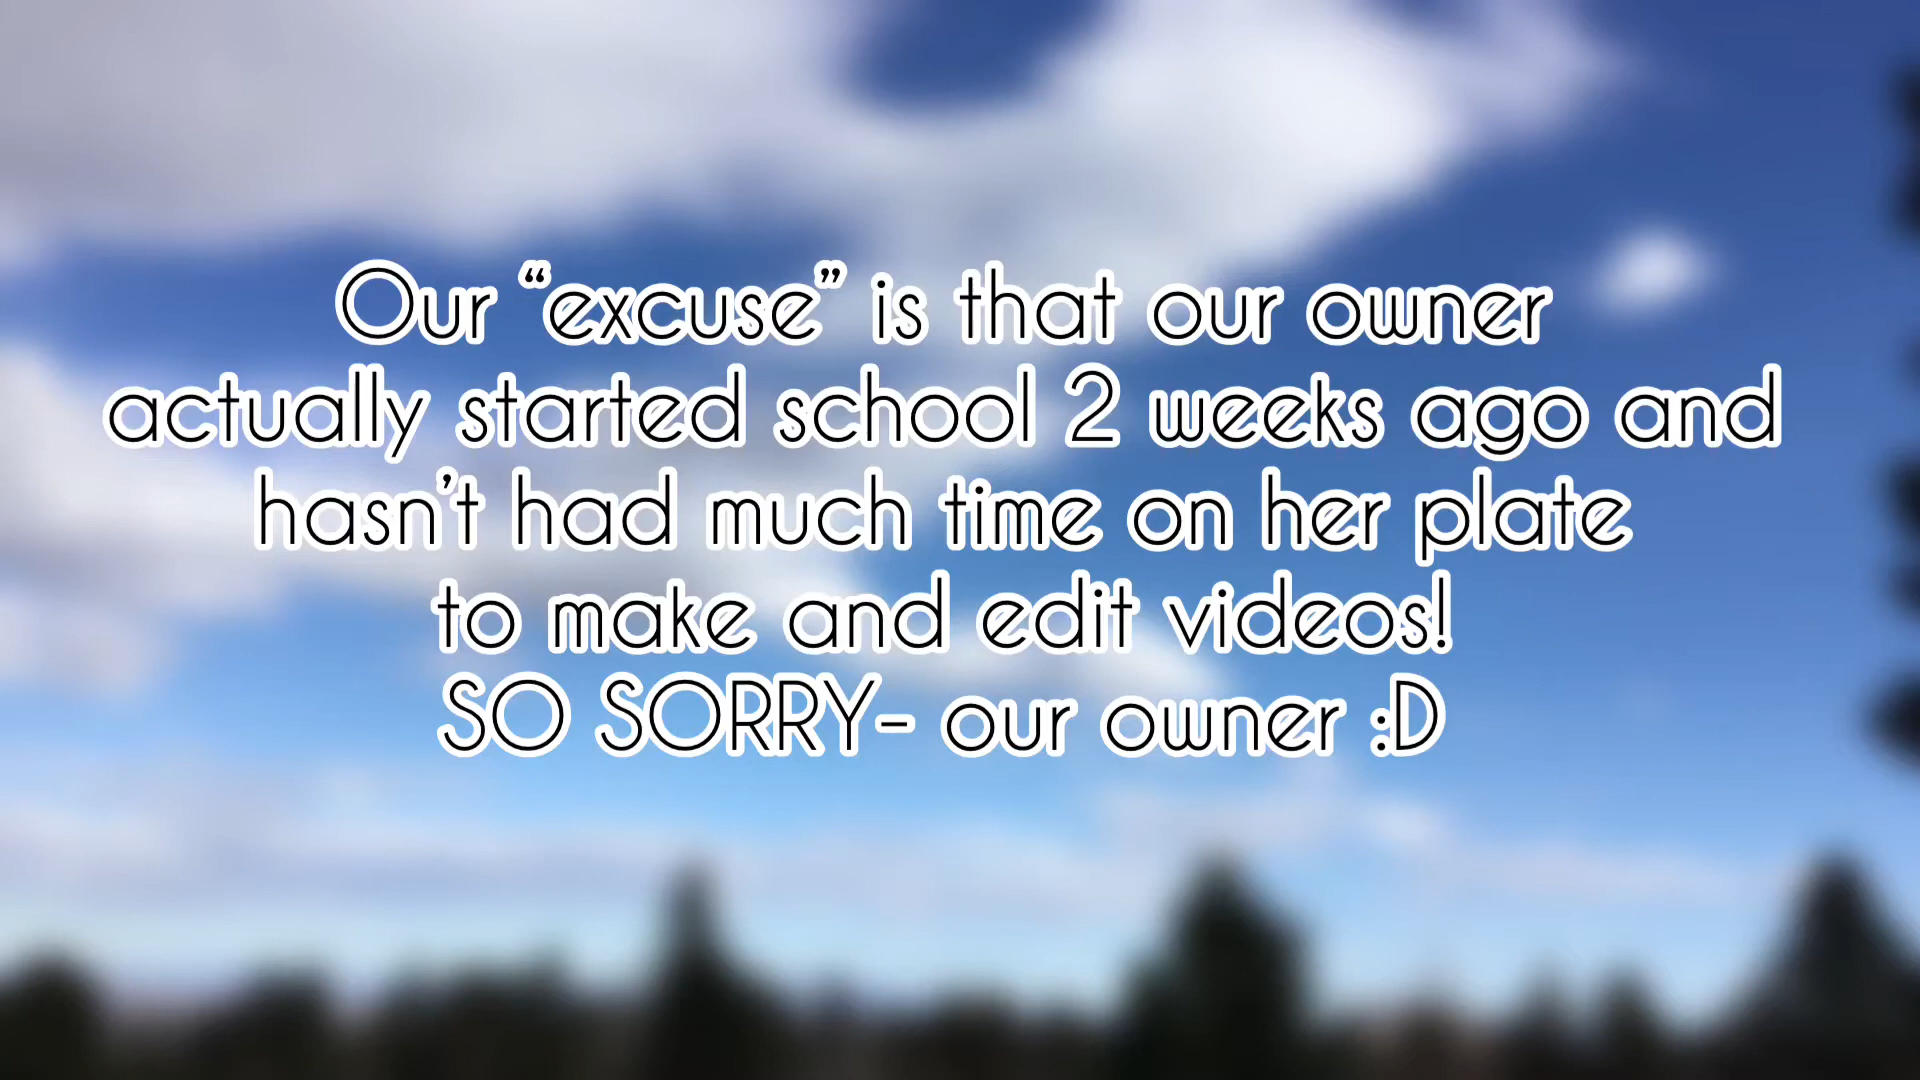 Our “excuse” is that our owner
actually started school 2 weeks ago and
hasn’t had much time on her plate
to make and edit videos!
SO SORRY- our owner :D